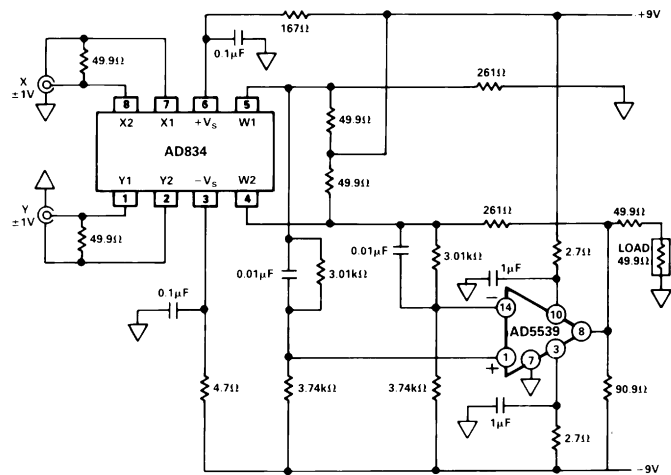 +9V
167Ω
0.1μF
49.9Ω
X
±1V
8
7
6
5
261Ω
X2
X1
+VS
W1
49.9Ω
AD834
49.9Ω
Y1
Y2
−VS
W2
1
2
3
4
Y
±1V
49.9Ω
261Ω
49.9Ω
0.01μF
3.01kΩ
0.01μF
3.01kΩ
1μF
2.7Ω
LOAD
49.9Ω
0.1μF
−
14
10
AD5539
8
1
7
3
+
4.7Ω
3.74kΩ
3.74kΩ
90.9Ω
1μF
2.7Ω
−9V